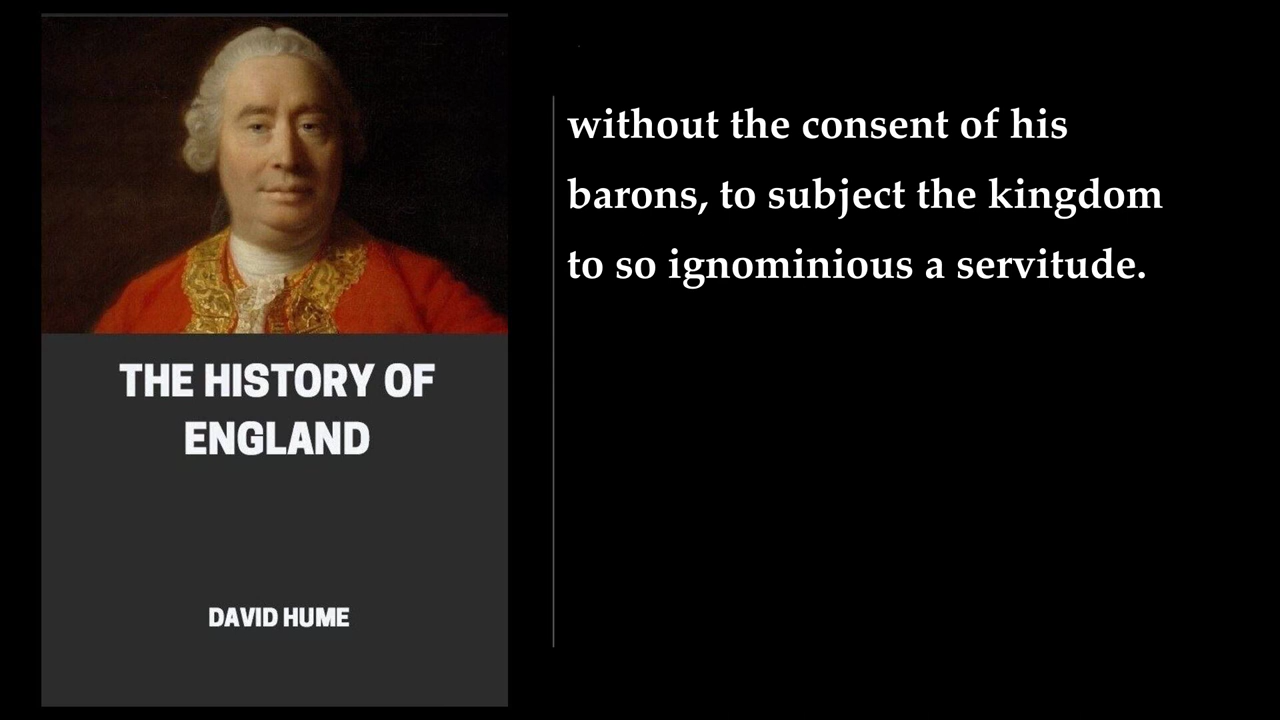 THE HISTORY OF
ENGLAND
DAVID HUME
without the consent of his
barons, to subject the kingdom
to so ignominious a servitude.